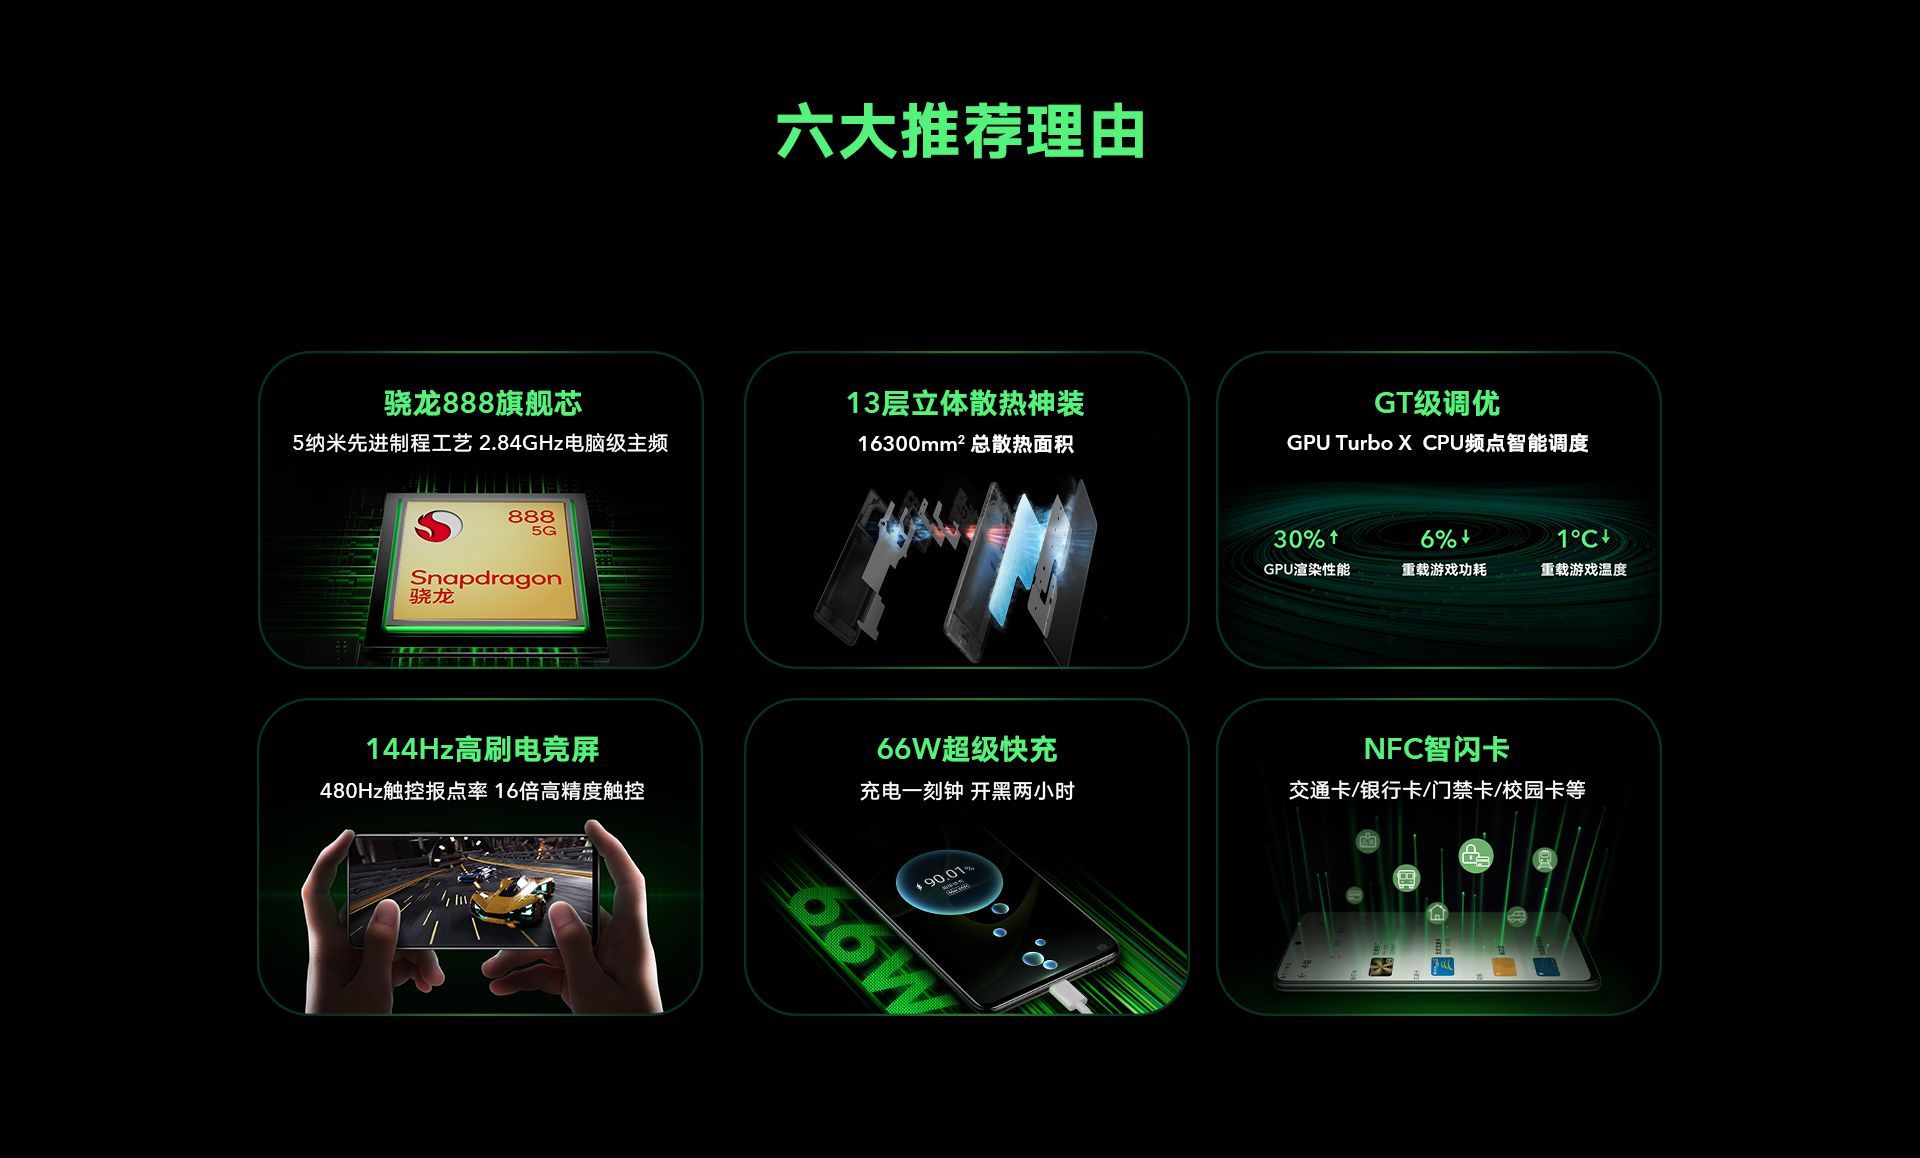 六大推荐理由
骁龙888旗舰芯
5纳米先进制程工艺 2.84GHz电脑级主频
888
5G
Snapdragon
骁龙
13层立体散热神装
16300mm² 总散热面积
GT级调优
GPU Turbo X CPU频点智能调度
30%↑ 6%↓ 1°C↓
GPU渲染性能 重载游戏功耗 重载游戏温度
144Hz高刷电竞屏
480Hz触控报点率 16倍高精度触控
66W超级快充
充电一刻钟 开黑两小时
90.01%
66W
NFC智闪卡
交通卡/银行卡/门禁卡/校园卡等